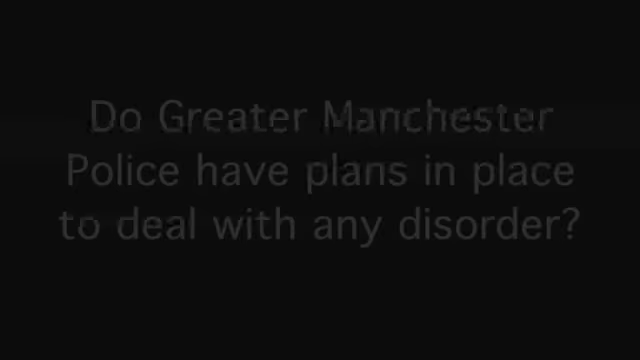 Do Greater Manchester
Police have plans in place
to deal with any disorder?